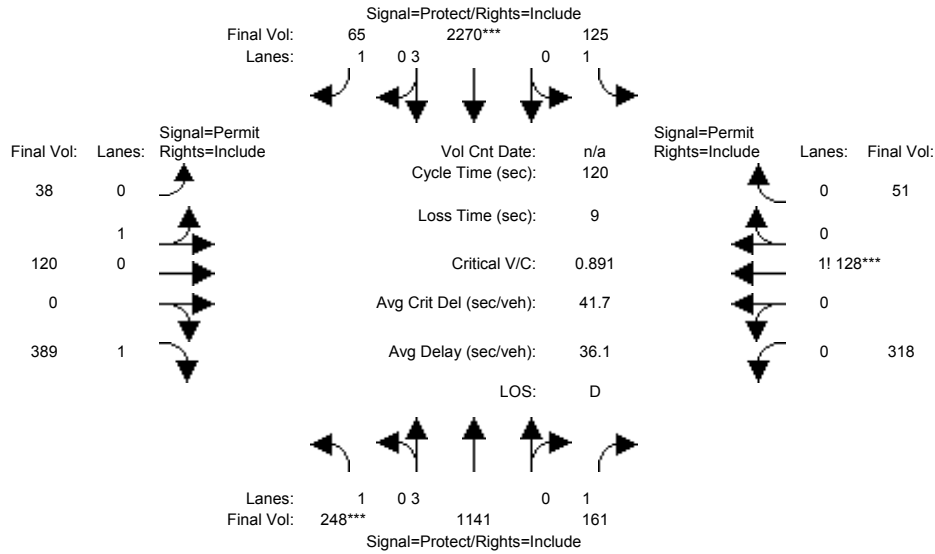 Signal=Protect/Rights=Include
Final Vol: 65 2270*** 125
Lanes: 1 0 3 0 1
Signal=Permit Signal=Permit
Final Vol: Lanes: Rights=Include Vol Cnt Date: n/a Rights=Include Lanes: Final Vol:
Cycle Time (sec): 120
38 0 0 51
Loss Time (sec): 9
1 0
120 0 Critical V/C: 0.891 1! 128***
0 Avg Crit Del (sec/veh): 41.7 0
389 1 Avg Delay (sec/veh): 36.1 0 318
LOS: D
Lanes: 1 0 3 0 1
Final Vol: 248*** 1141 161
Signal=Protect/Rights=Include